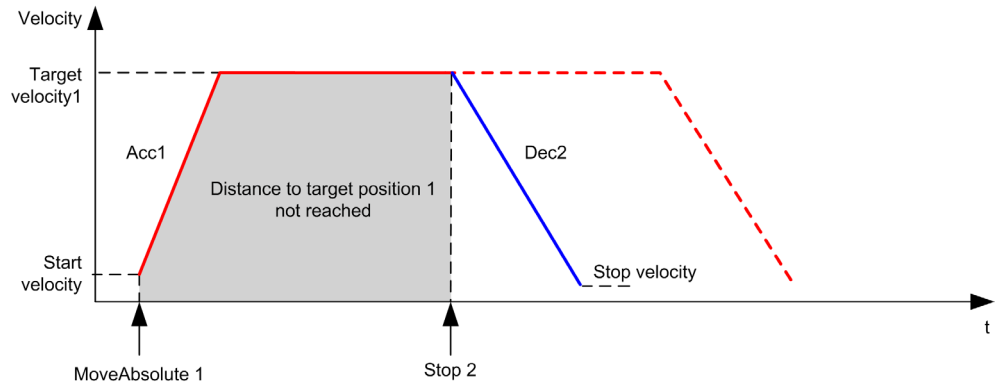 Velocity
Target
velocity1
Acc1
Dec2
Distance to target position 1
not reached
Start
velocity
Stop velocity
t
MoveAbsolute 1
Stop 2